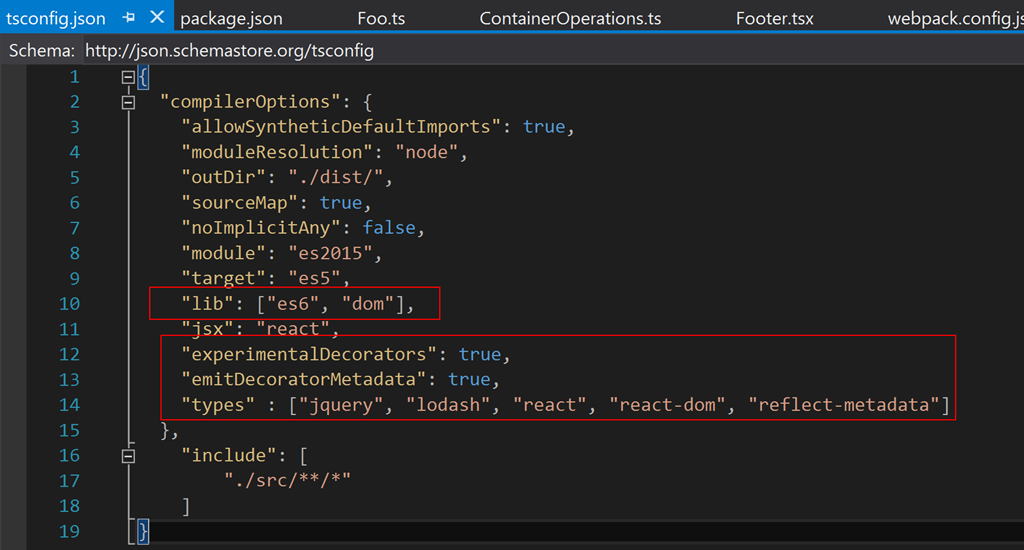 tsconfig.json package.json Foo.ts ContainerOperations.ts Footer.tsx webpack.config.js
Schema: http://json.schemastore.org/tsconfig
1 {
2 "compilerOptions": {
3 "allowSyntheticDefaultImports": true,
4 "moduleResolution": "node",
5 "outDir": "./dist/",
6 "sourceMap": true,
7 "noImplicitAny": false,
8 "module": "es2015",
9 "target": "es5",
10 "lib": ["es6", "dom"],
11 "jsx": "react",
12 "experimentalDecorators": true,
13 "emitDecoratorMetadata": true,
14 "types" : ["jquery", "lodash", "react", "react-dom", "reflect-metadata"]
15 },
16 "include": [
17 "./src/**/*"
18 ]
19 }